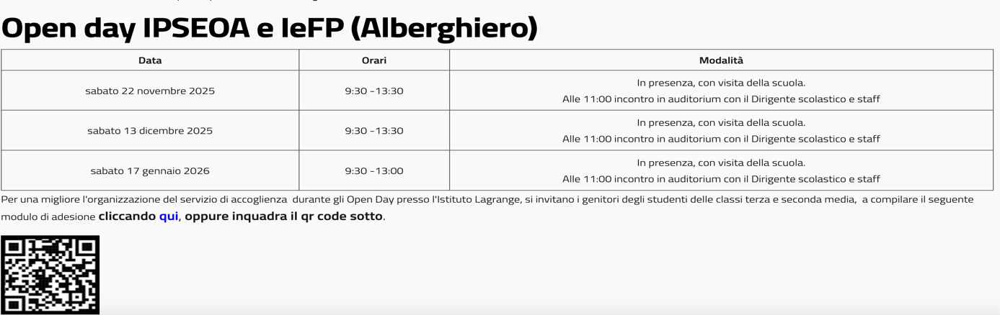 Open day IPSEOA e IeFP (Alberghiero)
Data Orari Modalità
sabato 22 novembre 2025 9:30 -13:30 In presenza, con visita della scuola.
Alle 11:00 incontro in auditorium con il Dirigente scolastico e staff
sabato 13 dicembre 2025 9:30 -13:30 In presenza, con visita della scuola.
Alle 11:00 incontro in auditorium con il Dirigente scolastico e staff
sabato 17 gennaio 2026 9:30 -13:00 In presenza, con visita della scuola.
Alle 11:00 incontro in auditorium con il Dirigente scolastico e staff
Per una migliore l'organizzazione del servizio di accoglienza durante gli Open Day presso l'Istituto Lagrange, si invitano i genitori degli studenti delle classi terza e seconda media, a compilare il seguente
modulo di adesione cliccando qui, oppure inquadra il qr code sotto.